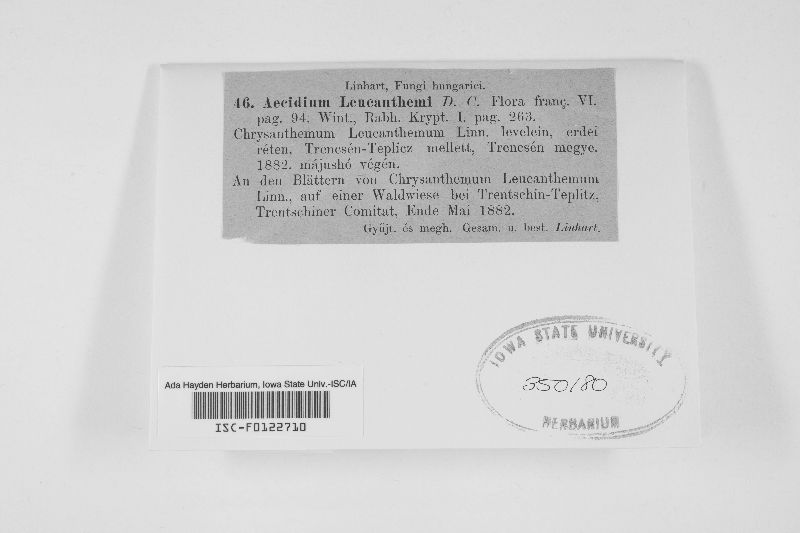 Linhart, Fungi hungarici.
46. Aecidium Leucanthemi D. C. Flora franç. VI.
pag. 94. Wint., Rabh. Krypt. I. pag. 263.
Chrysanthemum Leucanthemum Linn. levelein, erdei
réten. Trencsén-Teplicz mellett, Trencsén megye.
1882. májushó végén.
An den Blättern von Chrysanthemum Leucanthemum
Linn., auf einer Waldwiese bei Trentschin-Teplitz,
Trentschiner Comitat, Ende Mai 1882.
Gyűjt. és megh. Gesam. u. best. Linhart.
IOWA STATE UNIVERSITY
350180
HERBARIUM
Ada Hayden Herbarium, Iowa State Univ.-ISC/IA
ISC-F0122710